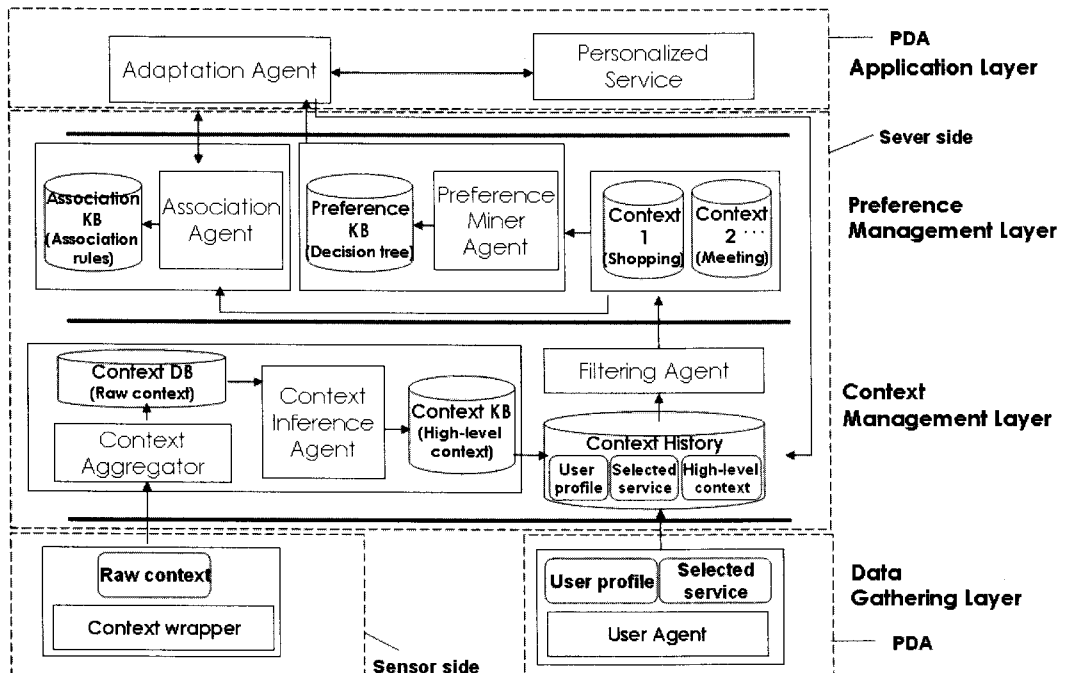 PDA
Application Layer
Adaptation Agent
Personalized
Service
Sever side
Association
KB
(Association
rules)
Association
Agent
Preference
KB
(Decision tree)
Preference
Miner
Agent
Context
1
(Shopping)
Context
2 ...
(Meeting)
Preference
Management Layer
Context DB
(Raw context)
Context
Aggregator
Context
Inference
Agent
Context KB
(High-level
context)
Filtering Agent
Context History
User
profile
Selected
service
High-level
context
Context
Management Layer
Raw context
Context wrapper
Sensor side
User profile
Selected
service
User Agent
Data
Gathering Layer
PDA